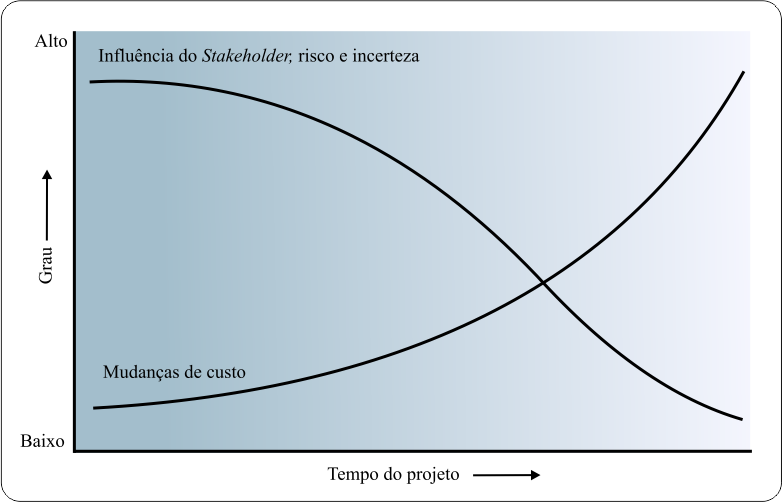 Alto
Influência do Stakeholder, risco e incerteza
Grau
Mudanças de custo
Baixo
Tempo do projeto